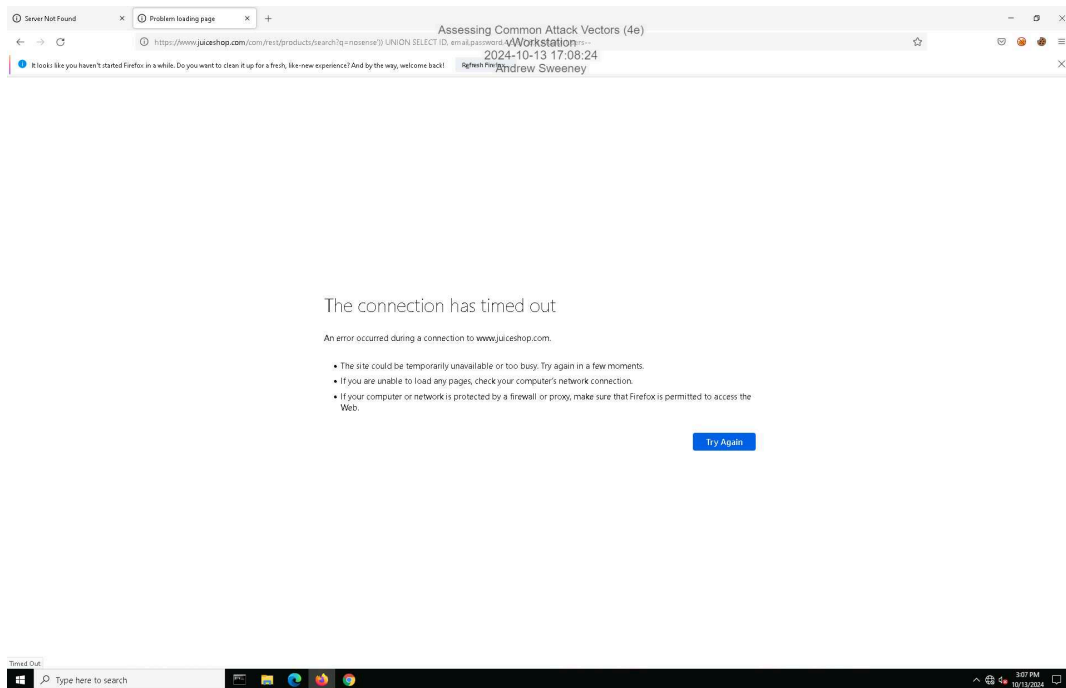 Server Not Found
Problem loading page
Assessing Common Attack Vectors (4e)
https://www.juiceshop.com/com/rest/products/search?q=nosense')) UNION SELECT ID, email,password,
vWorkstation
2024-10-13 17:08:24
It looks like you haven't started Firefox in a while. Do you want to clean it up for a fresh, like-new experience? And by the way, welcome back!
Refresh Firefox...
Andrew Sweeney
The connection has timed out
An error occurred during a connection to www.juiceshop.com.
• The site could be temporarily unavailable or too busy. Try again in a few moments.
• If you are unable to load any pages, check your computer's network connection.
• If your computer or network is protected by a firewall or proxy, make sure that Firefox is permitted to access the
Web.
Try Again
Timed Out
Type here to search
3:07 PM
10/13/2024